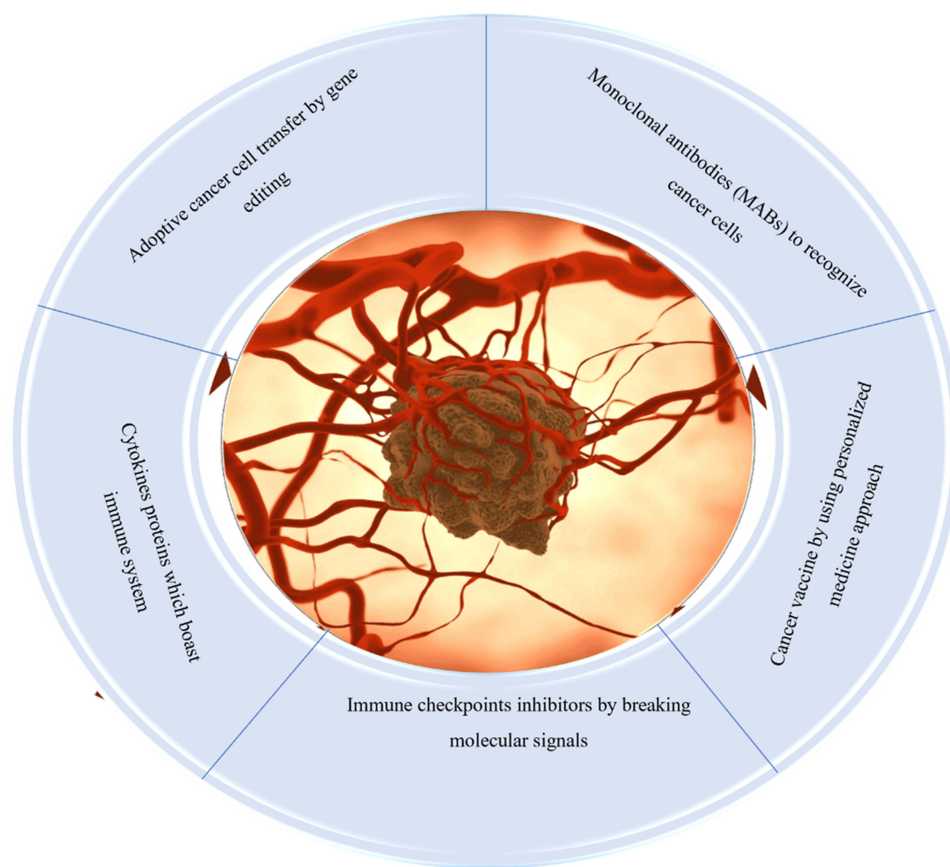 Adoptive cancer cell transfer by gene
editing
Monoclonal antibodies (MABs) to recognize
cancer cells
Cytokines proteins which boast
immune system
Cancer vaccine by using personalized
medicine approach
Immune checkpoints inhibitors by breaking
molecular signals